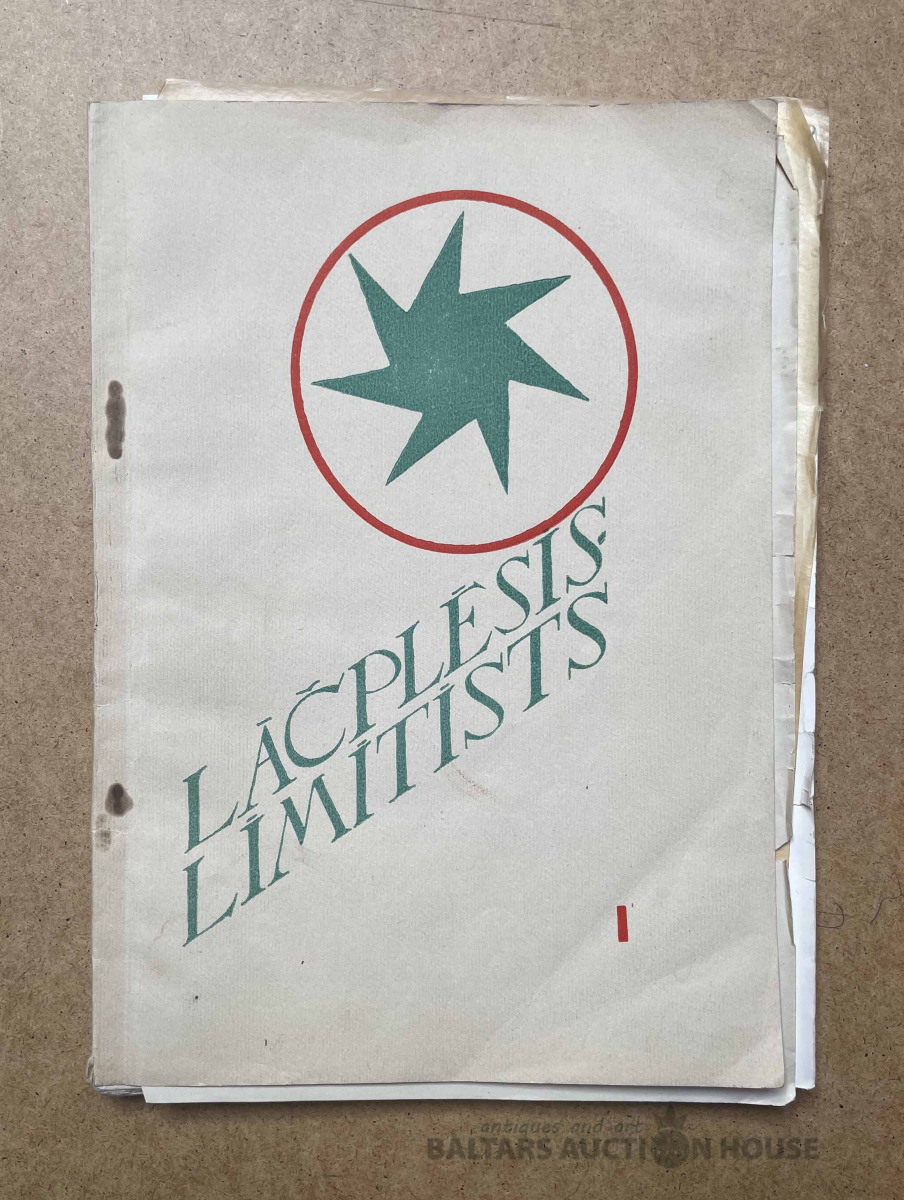 LĀČPLĒSIS-
LIMITISTS
I
antiques and art
BALTARS AUCTION HOUSE